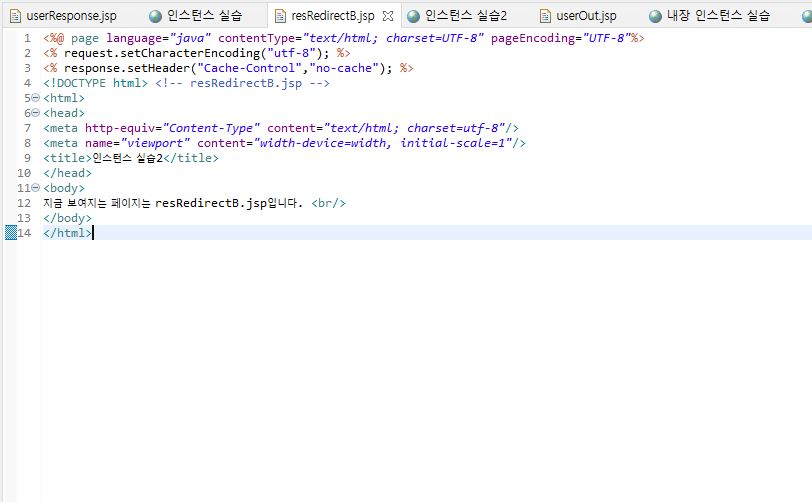 userResponse.jsp 인스턴스 실습 resRedirectB.jsp 인스턴스 실습2 userOut.jsp 내장 인스턴스 실습
1 <%@ page language="java" contentType="text/html; charset=UTF-8" pageEncoding="UTF-8"%>
2 <% request.setCharacterEncoding("utf-8"); %>
3 <% response.setHeader("Cache-Control","no-cache"); %>
4 <!DOCTYPE html> <!-- resRedirectB.jsp -->
5 <html>
6 <head>
7 <meta http-equiv="Content-Type" content="text/html; charset=utf-8"/>
8 <meta name="viewport" content="width-device=width, initial-scale=1"/>
9 <title>인스턴스 실습2</title>
10 </head>
11 <body>
12 지금 보여지는 페이지는 resRedirectB.jsp입니다. <br/>
13 </body>
14 </html>